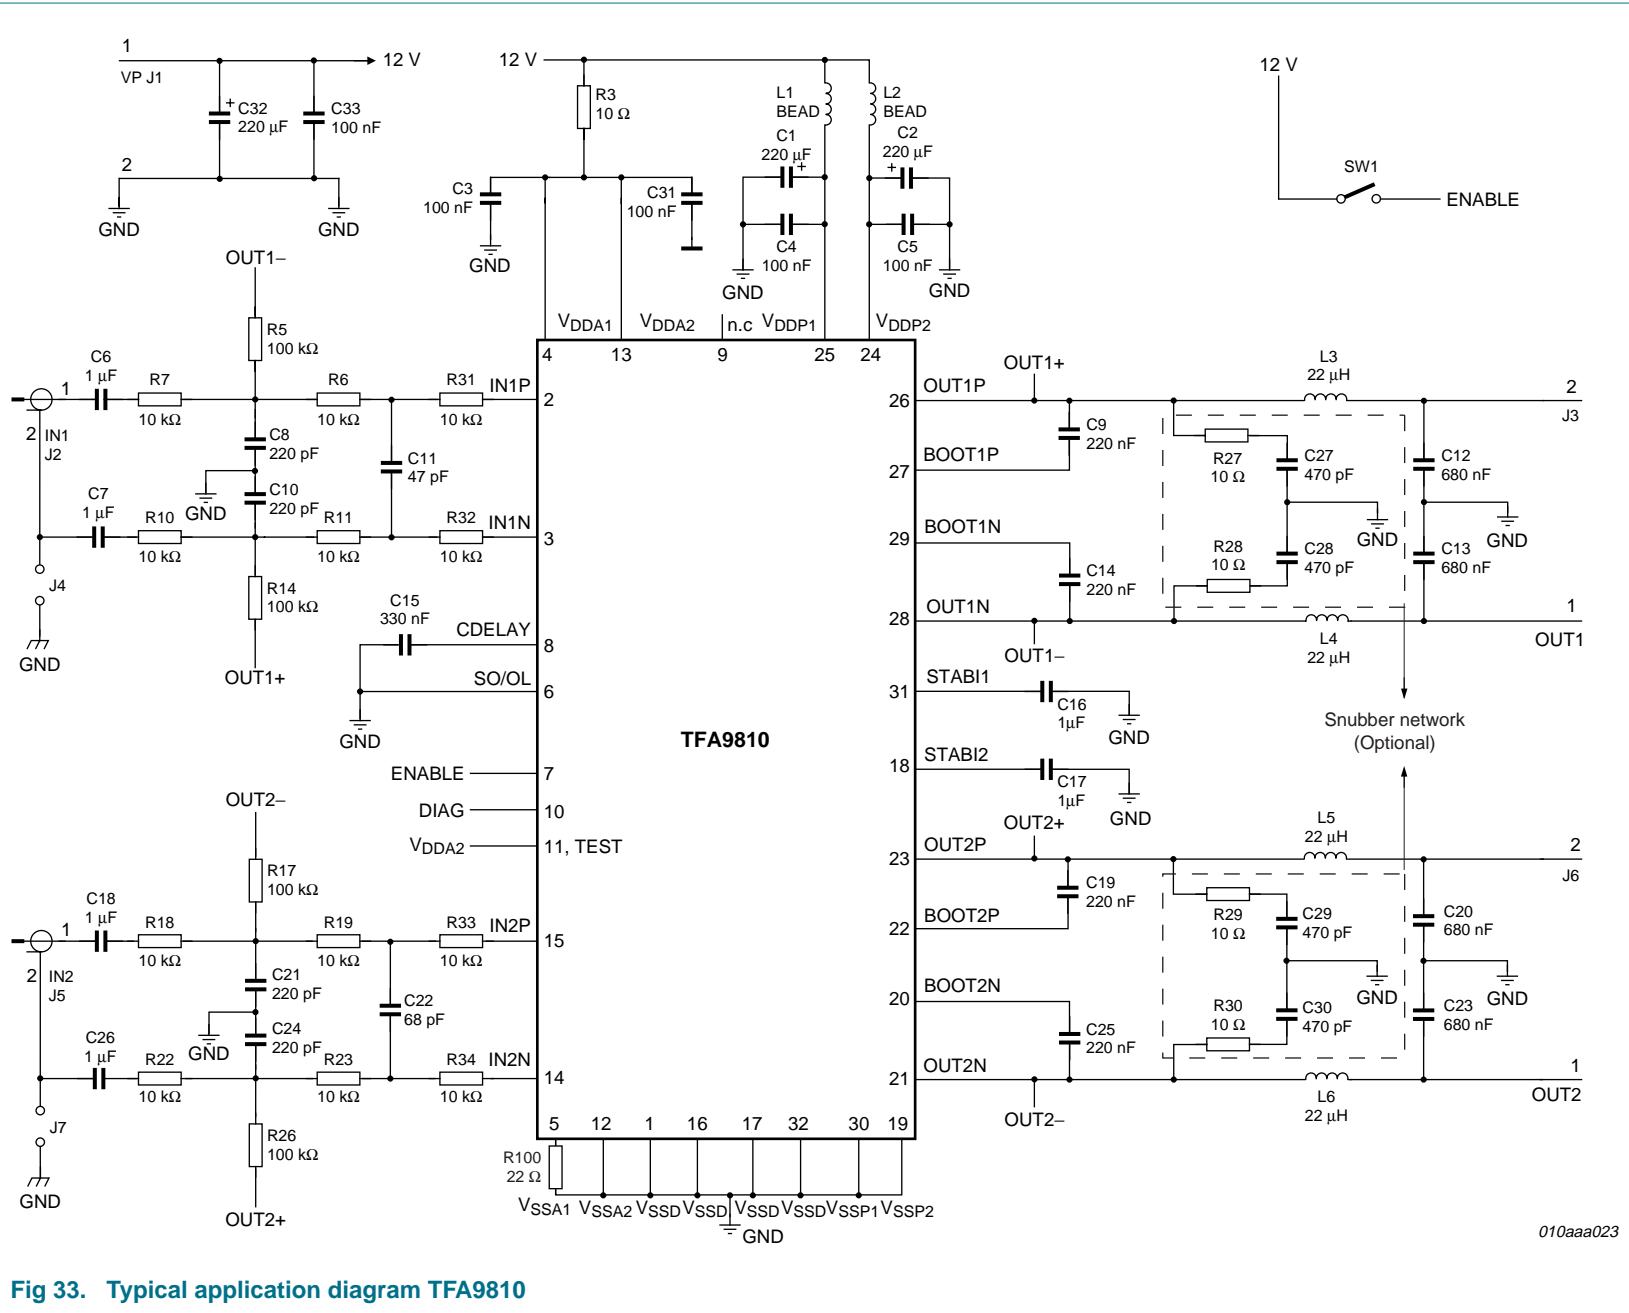 1
VP J1
12 V
+ C32
220 μF
C33
100 nF
2
GND
GND
12 V
R3
10 Ω
L1
BEAD
L2
BEAD
C1
220 μF
+
C2
220 μF
+
C3
100 nF
C31
100 nF
C4
100 nF
C5
100 nF
GND
GND
GND
12 V
SW1
ENABLE
OUT1−
R5
100 kΩ
VDDA1
VDDA2
n.c
VDDP1
VDDP2
4
13
9
25
24
C6
1 μF
R7
10 kΩ
R6
10 kΩ
R31
10 kΩ
IN1P
2
1
2
IN1
J2
C8
220 pF
GND
C10
220 pF
C11
47 pF
C7
1 μF
R10
10 kΩ
R11
10 kΩ
R32
10 kΩ
IN1N
3
J4
GND
R14
100 kΩ
OUT1+
C15
330 nF
CDELAY
8
SO/OL
6
GND
ENABLE
7
DIAG
10
VDDA2
11, TEST
TFA9810
OUT2−
R17
100 kΩ
C18
1 μF
R18
10 kΩ
R19
10 kΩ
R33
10 kΩ
IN2P
15
1
2
IN2
J5
C21
220 pF
GND
C24
220 pF
C22
68 pF
C26
1 μF
R22
10 kΩ
R23
10 kΩ
R34
10 kΩ
IN2N
14
J7
GND
R26
100 kΩ
OUT2+
OUT1P
26
OUT1+
L3
22 μH
2
J3
C9
220 nF
BOOT1P
27
R27
10 Ω
C27
470 pF
C12
680 nF
GND
GND
BOOT1N
29
C14
220 nF
R28
10 Ω
C28
470 pF
C13
680 nF
OUT1N
28
OUT1−
L4
22 μH
1
OUT1
STABI1
31
C16
1μF
GND
Snubber network
(Optional)
STABI2
18
C17
1μF
GND
OUT2+
OUT2P
23
L5
22 μH
2
J6
C19
220 nF
BOOT2P
22
R29
10 Ω
C29
470 pF
C20
680 nF
GND
GND
BOOT2N
20
C25
220 nF
R30
10 Ω
C30
470 pF
C23
680 nF
OUT2N
21
OUT2−
L6
22 μH
1
OUT2
5
12
1
16
17
32
30
19
R100
22 Ω
VSSA1
VSSA2
VSSD
VSSD
VSSD
VSSD
VSSP1
VSSP2
GND
010aaa023
Fig 33. Typical application diagram TFA9810